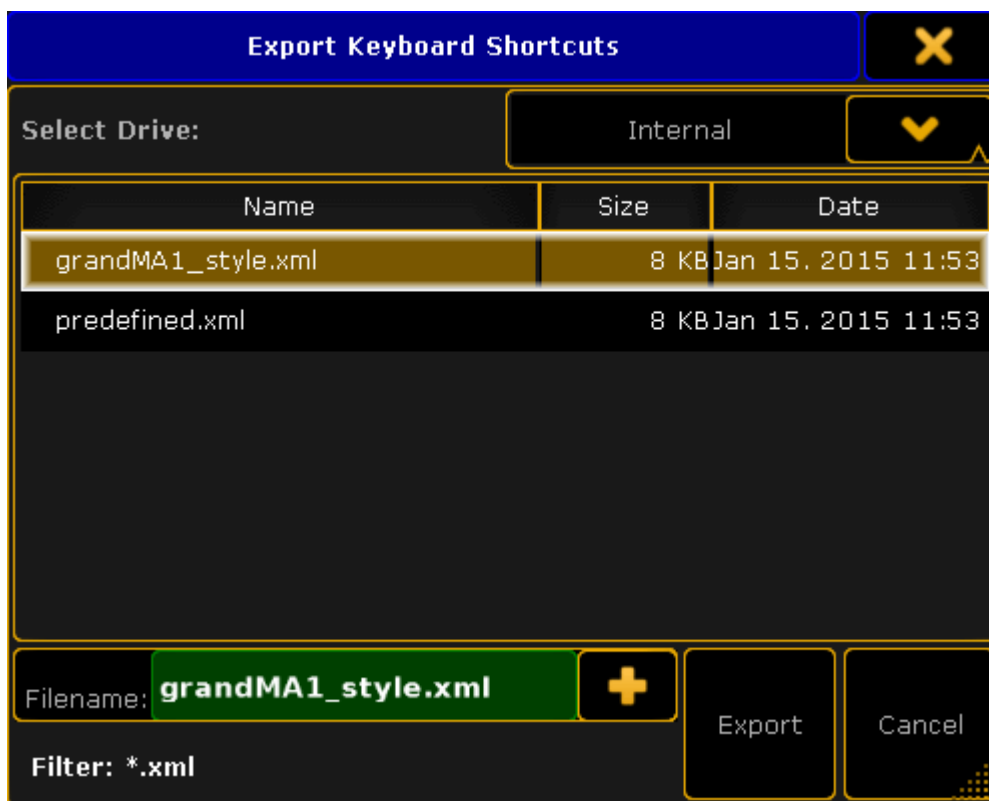 Export Keyboard Shortcuts
Select Drive: Internal
Name Size Date
grandMA1_style.xml 8 KB Jan 15. 2015 11:53
predefined.xml 8 KB Jan 15. 2015 11:53
Filename: grandMA1_style.xml
Export Cancel
Filter: *.xml